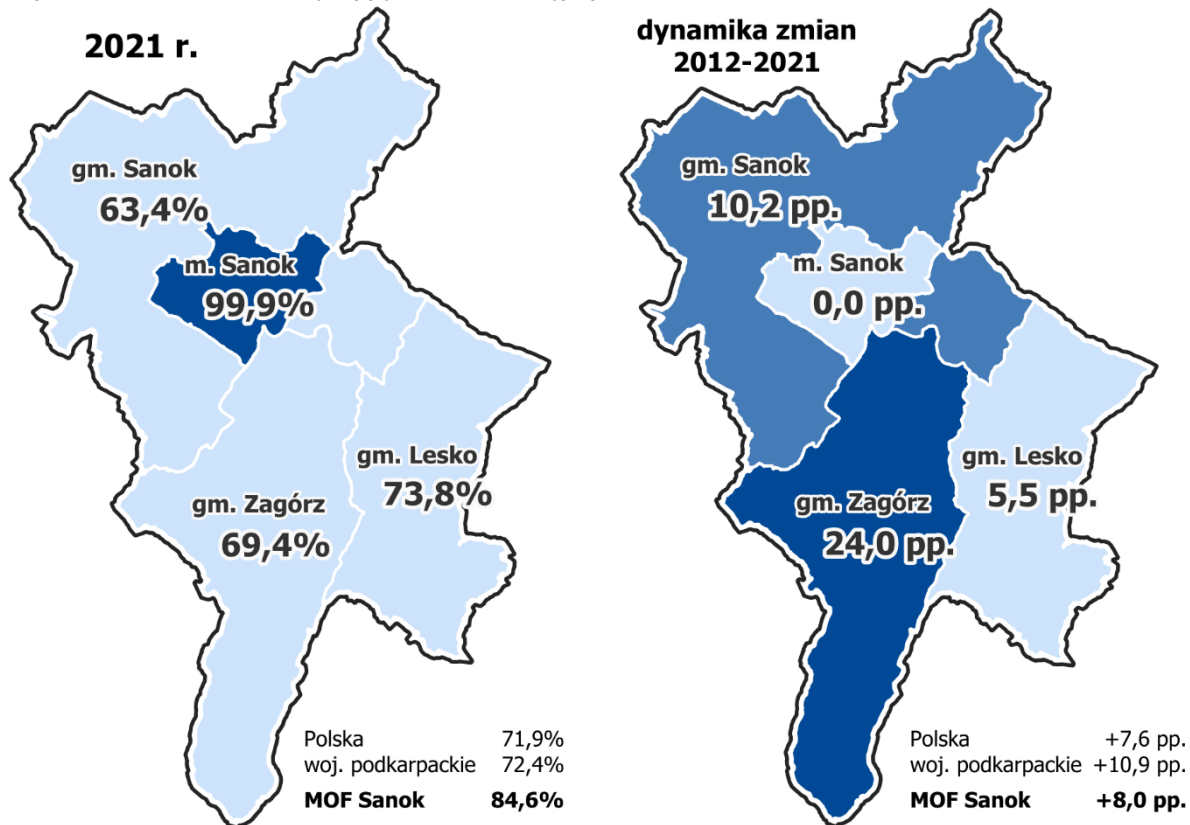 2021 r.
gm. Sanok
63,4%
m. Sanok
99,9%
gm. Lesko
73,8%
gm. Zagórz
69,4%
Polska 71,9%
woj. podkarpackie 72,4%
MOF Sanok 84,6%
dynamika zmian
2012-2021
gm. Sanok
10,2 pp.
m. Sanok
0,0 pp.
gm. Lesko
5,5 pp.
gm. Zagórz
24,0 pp.
Polska +7,6 pp.
woj. podkarpackie +10,9 pp.
MOF Sanok +8,0 pp.